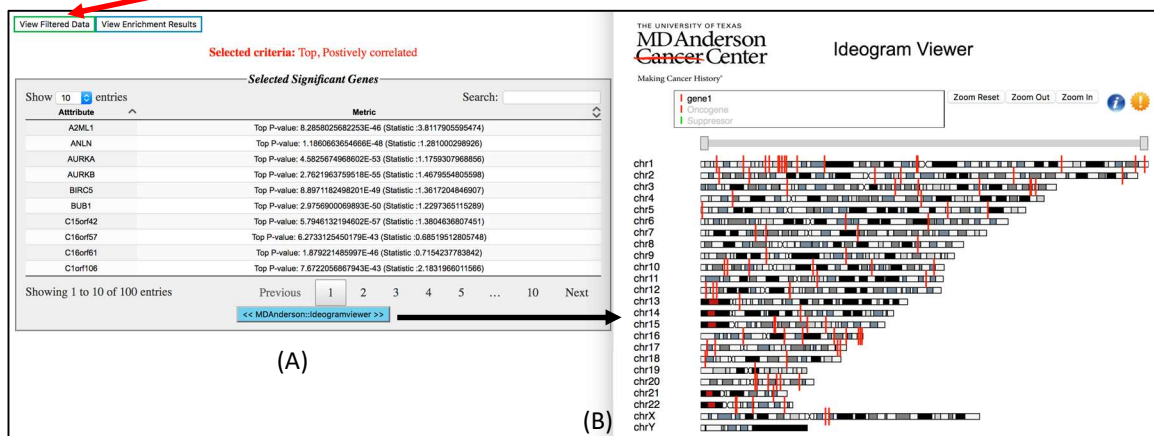 View Filtered Data View Enrichment Results
Selected criteria: Top, Postively correlated
Selected Significant Genes
Show 10 entries Search:
Atttribute Metric
A2ML1 Top P-value: 8.2858025682253E-46 (Statistic :3.8117905595474)
ANLN Top P-value: 1.1860663654666E-48 (Statistic :1.281000298926)
AURKA Top P-value: 4.5825674968602E-53 (Statistic :1.1759307968856)
AURKB Top P-value: 2.7621963759518E-55 (Statistic :1.4679554805598)
BIRC5 Top P-value: 8.8971182498201E-49 (Statistic :1.3617204846907)
BUB1 Top P-value: 2.9756900069893E-50 (Statistic :1.2297365115289)
C15orf42 Top P-value: 5.7946132194602E-57 (Statistic :1.3804636807451)
C16orf57 Top P-value: 6.2733125450179E-43 (Statistic :0.68519512805748)
C16orf61 Top P-value: 1.879221485997E-46 (Statistic :0.7154237783842)
C1orf106 Top P-value: 7.6722056867943E-43 (Statistic :2.1831966011566)
Showing 1 to 10 of 100 entries Previous 1 2 3 4 5 ... 10 Next
<< MDAnderson::Ideogramviewer >>
(A)
THE UNIVERSITY OF TEXAS
MD Anderson
Cancer Center
Making Cancer History®
Ideogram Viewer
gene1
Oncogene
Suppressor
Zoom Reset Zoom Out Zoom In
chr1
chr2
chr3
chr4
chr5
chr6
chr7
chr8
chr9
chr10
chr11
chr12
chr13
chr14
chr15
chr16
chr17
chr18
chr19
chr20
chr21
chr22
chrX
chrY
(B)